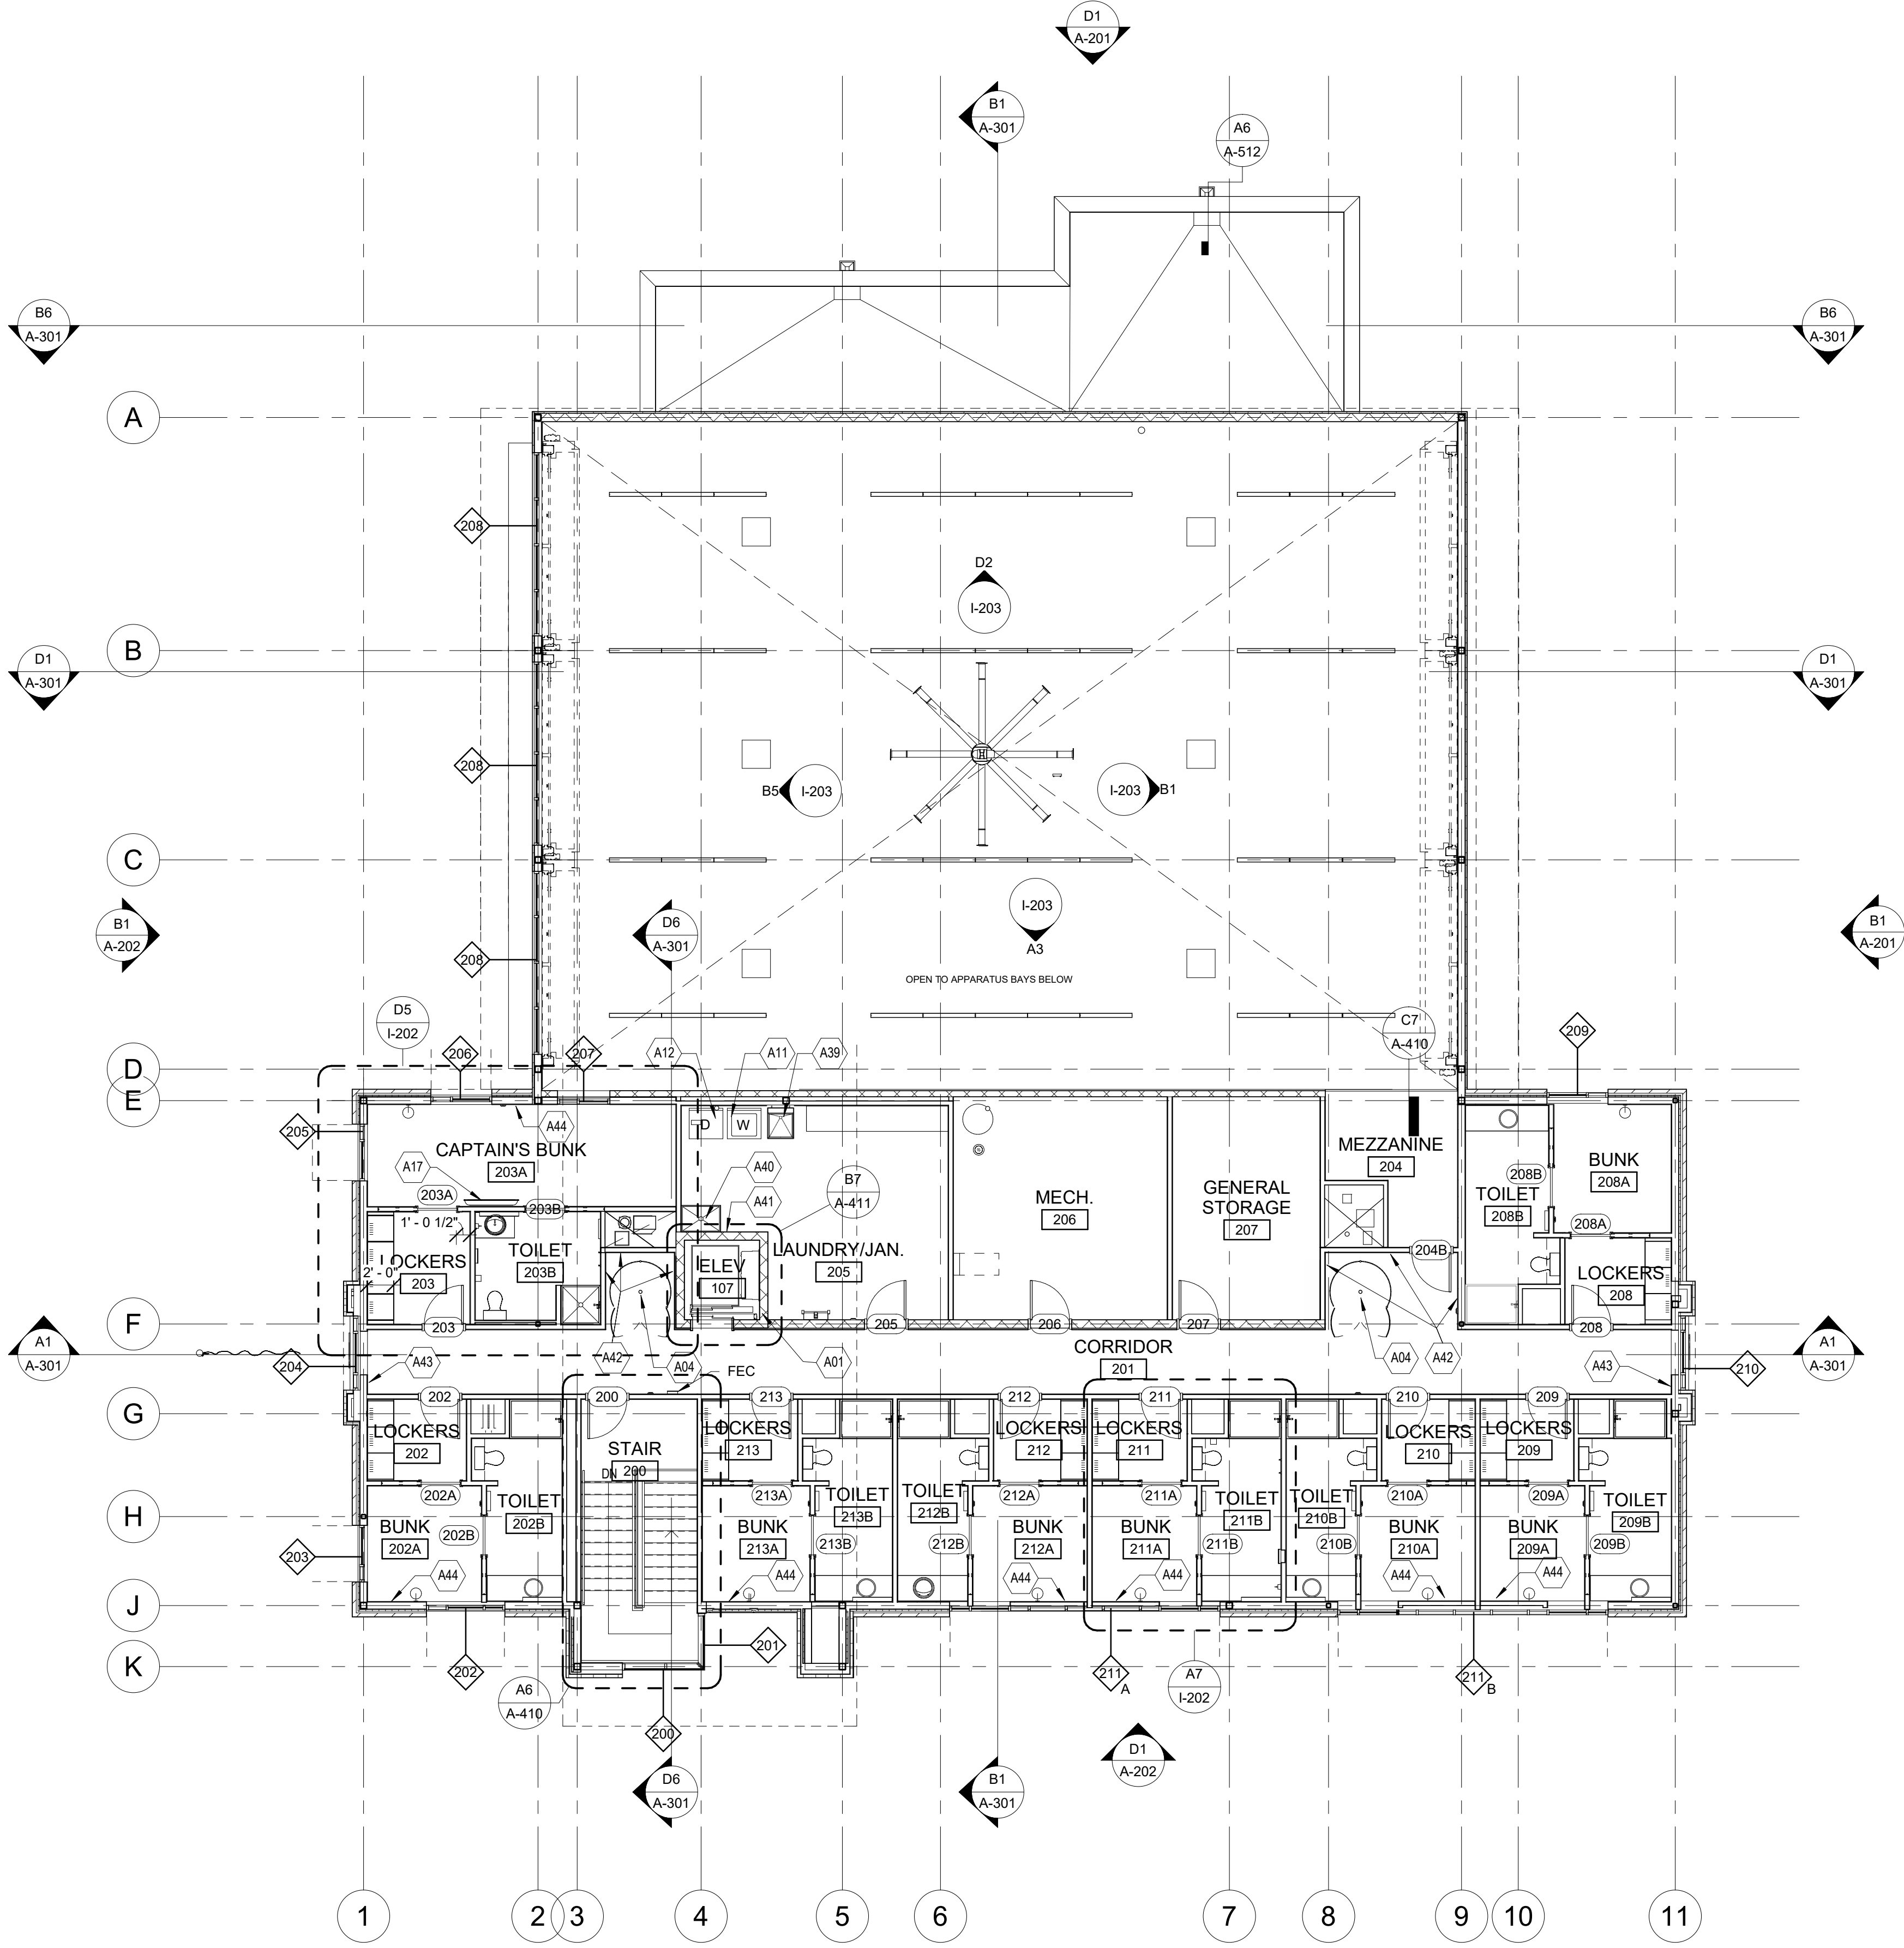 D1
A-201
B1
A-301
A6
A-512
B6
A-301
B6
A-301
A
208
D2
I-203
B
D1
A-301
D1
A-301
208
B5
I-203
I-203
B1
C
I-203
A3
B1
A-202
D6
A-301
B1
A-201
208
OPEN TO APPARATUS BAYS BELOW
D5
I-202
C7
A-410
206
207
A12
A11
A39
209
D
E
205
A44
D
W
CAPTAIN'S BUNK
203A
MEZZANINE
204
BUNK
208A
A17
A40
B7
A-411
208B
203A
203B
A41
MECH.
206
GENERAL
STORAGE
207
TOILET
208B
1' - 0 1/2"
208A
LOCKERS
203
TOILET
203B
LAUNDRY/JAN.
205
204B
2' - 0"
ELEV
107
LOCKERS
208
F
203
205
206
207
208
A1
A-301
204
A43
A42
A04
FEC
A01
CORRIDOR
201
A04
A42
A43
210
A1
A-301
202
200
213
212
211
210
209
G
LOCKERS
202
STAIR
200
DN
LOCKERS
213
LOCKERS
212
LOCKERS
211
LOCKERS
210
LOCKERS
209
202A
213A
212A
211A
210A
209A
TOILET
202B
TOILET
213B
TOILET
212B
TOILET
211B
TOILET
210B
TOILET
209B
H
BUNK
202A
202B
BUNK
213A
213B
212B
BUNK
212A
BUNK
211A
211B
210B
BUNK
210A
BUNK
209A
209B
203
A44
A44
A44
A44
A44
A44
J
201
K
202
A6
A-410
200
211
A
A7
I-202
211
B
D1
A-202
D6
A-301
B1
A-301
1
2
3
4
5
6
7
8
9
10
11